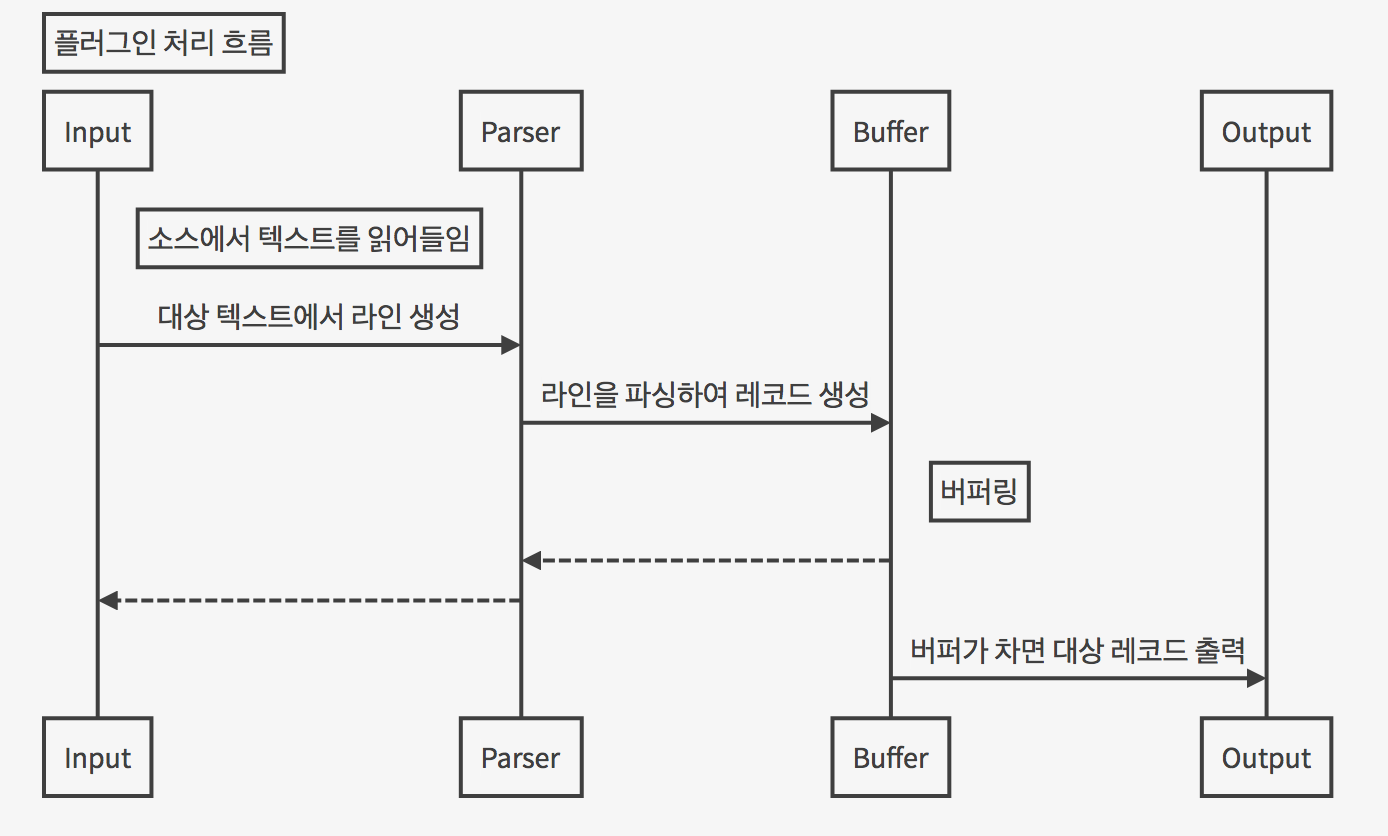 플러그인 처리 흐름
Input
Parser
Buffer
Output
소스에서 텍스트를 읽어들임
대상 텍스트에서 라인 생성
라인을 파싱하여 레코드 생성
버퍼링
버퍼가 차면 대상 레코드 출력
Input
Parser
Buffer
Output